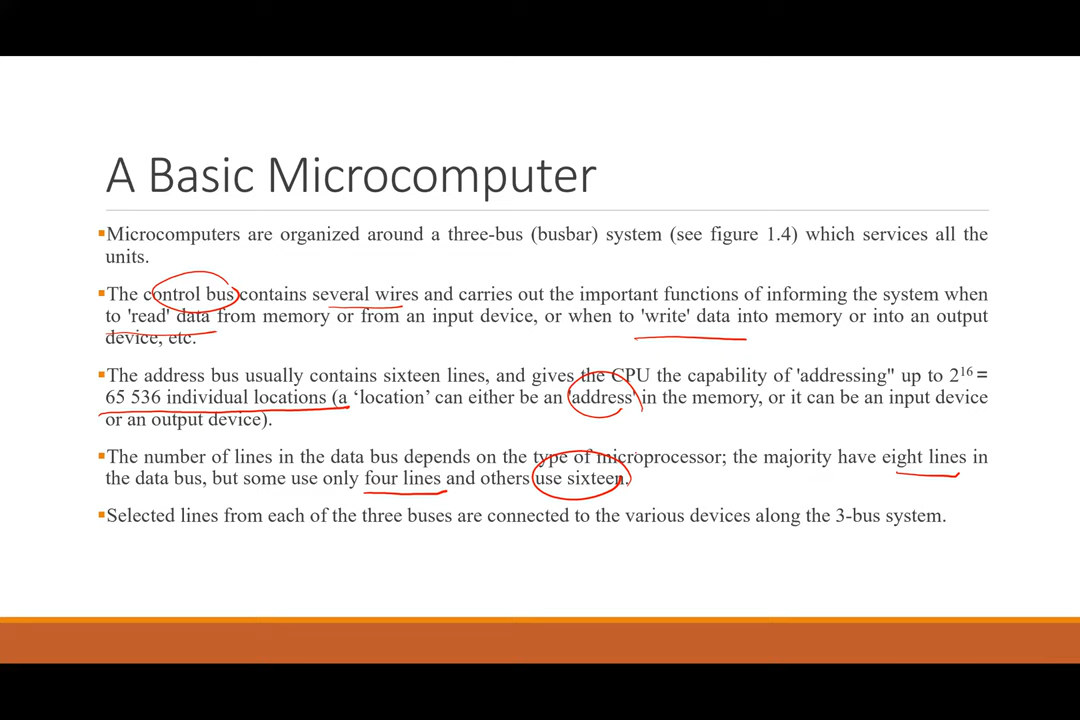 A Basic Microcomputer
▪Microcomputers are organized around a three-bus (busbar) system (see figure 1.4) which services all the
units.
▪The control bus contains several wires and carries out the important functions of informing the system when
to 'read' data from memory or from an input device, or when to 'write' data into memory or into an output
device, etc.
▪The address bus usually contains sixteen lines, and gives the CPU the capability of 'addressing" up to 2¹⁶ =
65 536 individual locations (a ‘location’ can either be an 'address' in the memory, or it can be an input device
or an output device).
▪The number of lines in the data bus depends on the type of microprocessor; the majority have eight lines in
the data bus, but some use only four lines and others use sixteen.
▪Selected lines from each of the three buses are connected to the various devices along the 3-bus system.